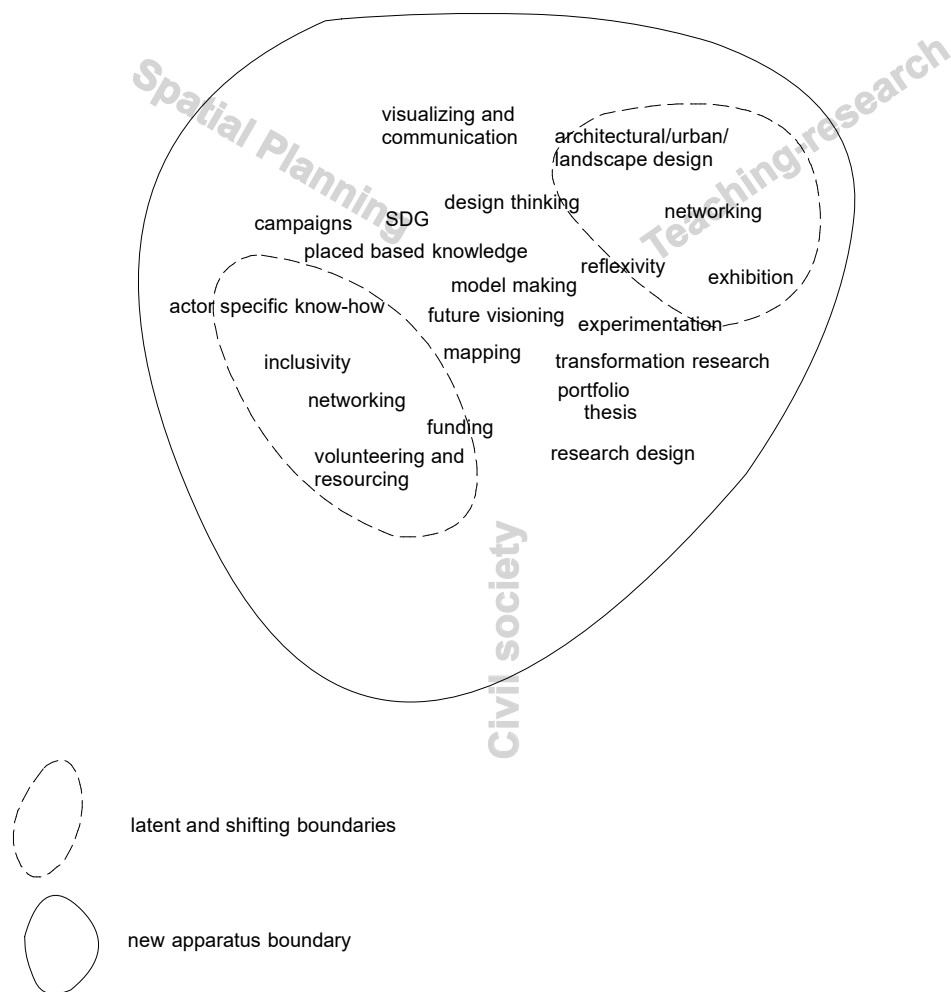 Spatial Planning
Teaching-research
visualizing and
communication
architectural/urban/
landscape design
design thinking
networking
campaigns
SDG
placed based knowledge
reflexivity
exhibition
model making
actor specific know-how
future visioning
experimentation
mapping
transformation research
inclusivity
portfolio
networking
thesis
funding
volunteering and
resourcing
research design
Civil society
latent and shifting boundaries
new apparatus boundary